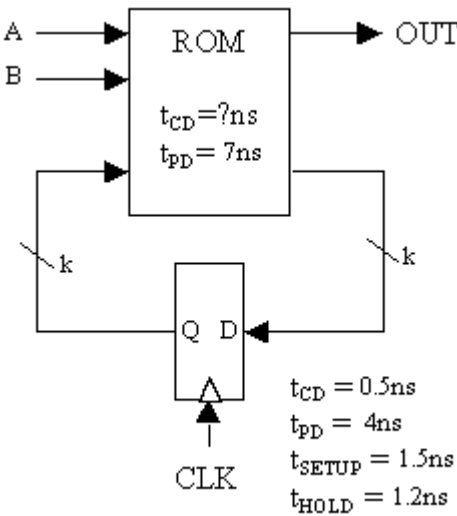 A
ROM
OUT
B
t_CD=?ns
t_PD= 7ns
k
k
Q D
t_CD = 0.5ns
t_PD = 4ns
CLK
t_SETUP = 1.5ns
t_HOLD = 1.2ns